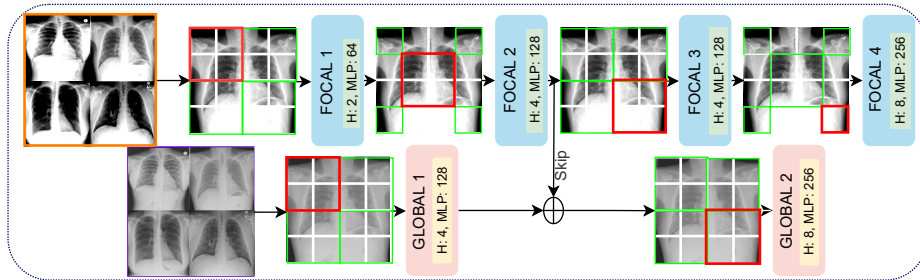 FOCAL 1
H: 2, MLP: 64
FOCAL 2
H: 4, MLP: 128
FOCAL 3
H: 4, MLP: 128
FOCAL 4
H: 8, MLP: 256
Skip
GLOBAL 1
H: 4, MLP: 128
GLOBAL 2
H: 8, MLP: 256